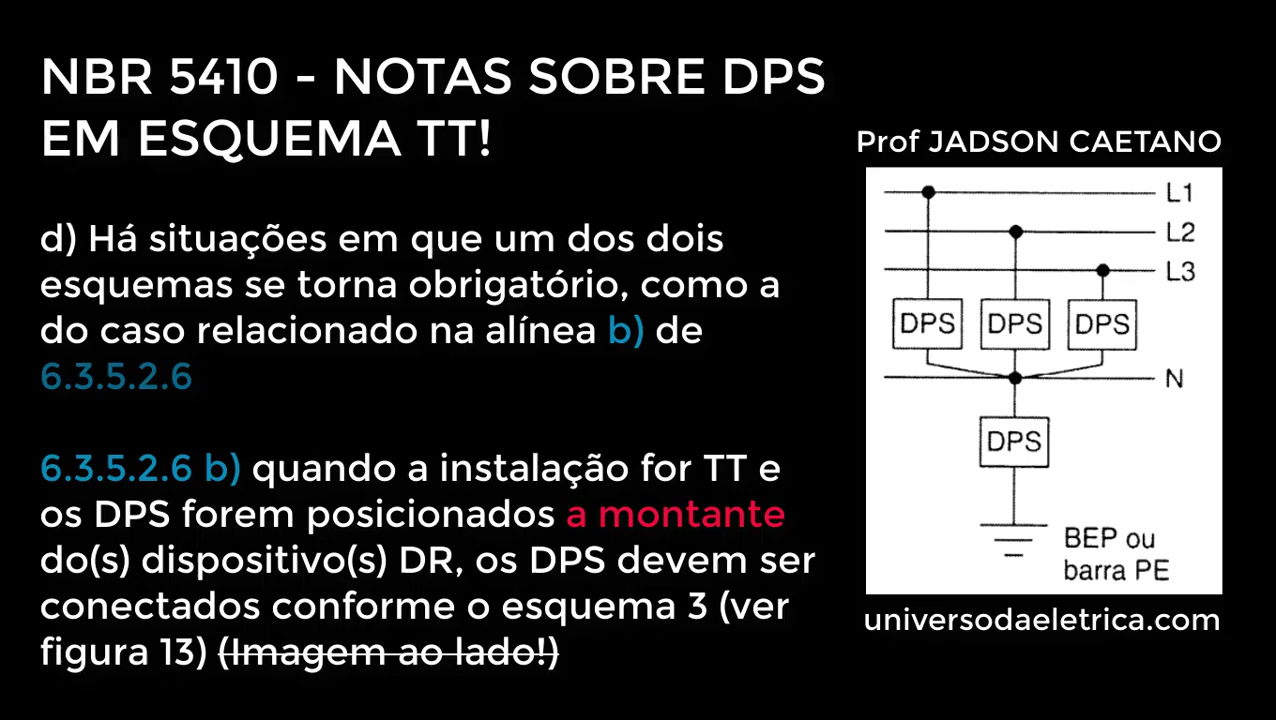 NBR 5410 - NOTAS SOBRE DPS
EM ESQUEMA TT!
d) Há situações em que um dos dois
esquemas se torna obrigatório, como a
do caso relacionado na alínea b) de
6.3.5.2.6
6.3.5.2.6 b) quando a instalação for TT e
os DPS forem posicionados a montante
do(s) dispositivo(s) DR, os DPS devem ser
conectados conforme o esquema 3 (ver
figura 13) (Imagem ao lado!)
Prof JADSON CAETANO
L1
L2
L3
DPS DPS DPS
N
DPS
BEP ou
barra PE
universodaeletrica.com